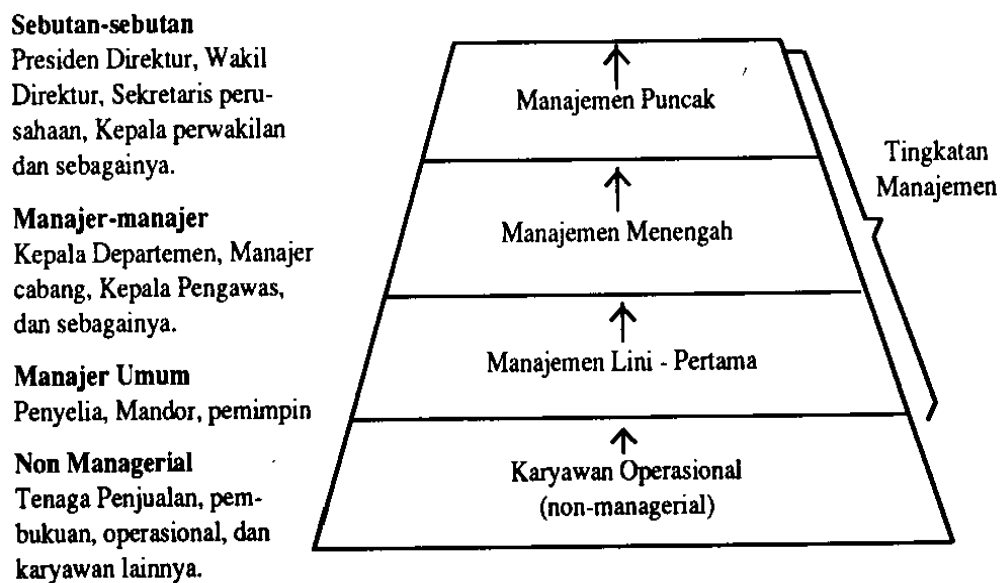 Sebutan-sebutan
Presiden Direktur, Wakil
Direktur, Sekretaris peru-
sahaan, Kepala perwakilan
dan sebagainya.
Manajer-manajer
Kepala Departemen, Manajer
cabang, Kepala Pengawas,
dan sebagainya.
Manajer Umum
Penyelia, Mandor, pemimpin
Non Managerial
Tenaga Penjualan, pem-
bukuan, operasional, dan
karyawan lainnya.
Manajemen Puncak
Manajemen Menengah
Manajemen Lini - Pertama
Karyawan Operasional
(non-managerial)
Tingkatan
Manajemen